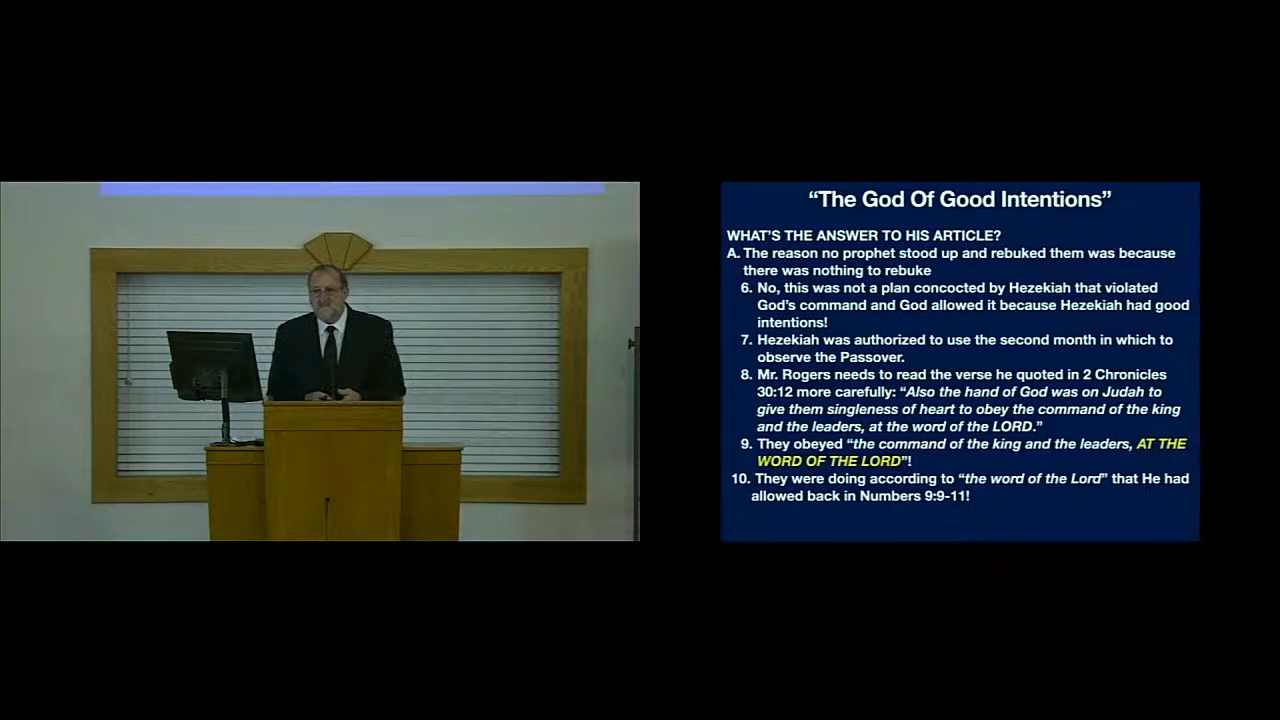 “The God Of Good Intentions”
WHAT’S THE ANSWER TO HIS ARTICLE?
A. The reason no prophet stood up and rebuked them was because
there was nothing to rebuke
6. No, this was not a plan concocted by Hezekiah that violated
God’s command and God allowed it because Hezekiah had good
intentions!
7. Hezekiah was authorized to use the second month in which to
observe the Passover.
8. Mr. Rogers needs to read the verse he quoted in 2 Chronicles
30:12 more carefully: “Also the hand of God was on Judah to
give them singleness of heart to obey the command of the king
and the leaders, at the word of the LORD.”
9. They obeyed “the command of the king and the leaders, AT THE
WORD OF THE LORD”!
10. They were doing according to “the word of the Lord” that He had
allowed back in Numbers 9:9-11!